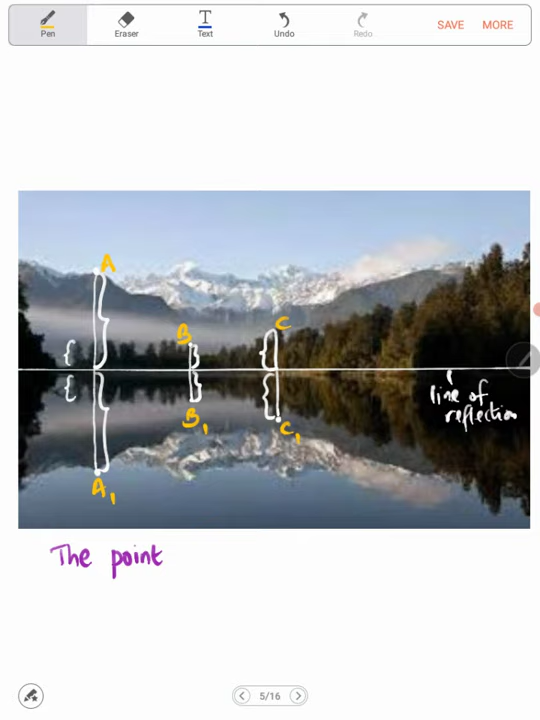 Pen
Eraser
Text
Undo
Redo
SAVE
MORE
T
A
B
C
line of
reflection
B₁
C₁
A₁
The point
5/16